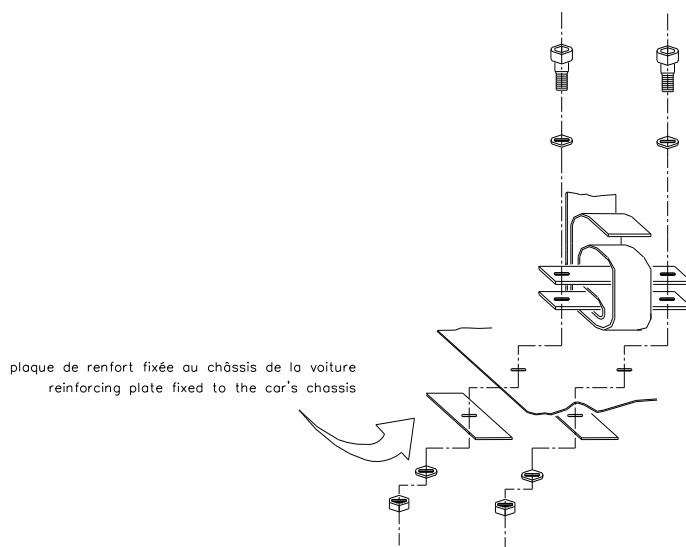 plaque de renfort fixée au châssis de la voiture
reinforcing plate fixed to the car's chassis